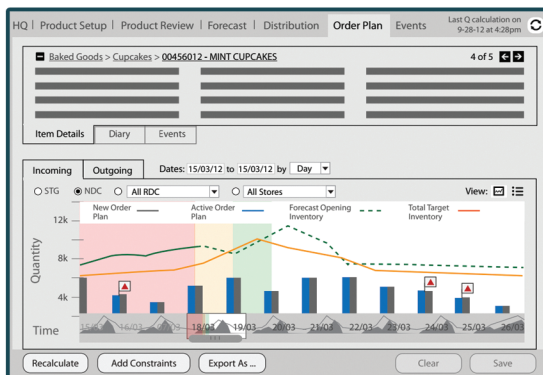 HQ | Product Setup | Product Review | Forecast | Distribution Order Plan Events
Last Q calculation on
9-28-12 at 4:28pm
Baked Goods > Cupcakes > 00456012 - MINT CUPCAKES 4 of 5
Item Details Diary Events
Incoming Outgoing Dates: 15/03/12 to 15/03/12 by Day
STG NDC All RDC All Stores View:
New Order Plan
Active Order Plan
Forecast Opening Inventory
Total Target Inventory
Quantity
12k
8k
4k
Time 15/03 16/03 18/03 19/03 20/03 21/03 22/03 23/03 24/03 25/03 26/03
Recalculate Add Constraints Export As ... Clear Save